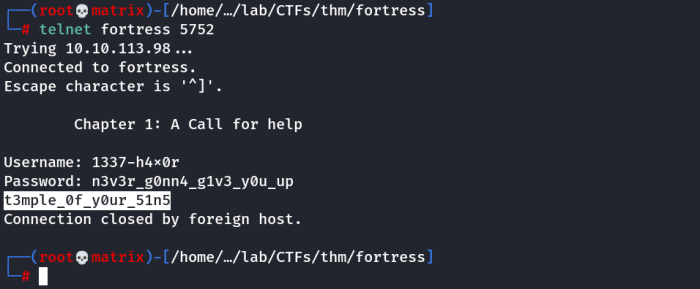 ┌──(root💀matrix)-[/home/…/lab/CTFs/thm/fortress]
└─# telnet fortress 5752
Trying 10.10.113.98...
Connected to fortress.
Escape character is '^]'.
Chapter 1: A Call for help
Username: 1337-h4×0r
Password: n3v3r_g0nn4_g1v3_y0u_up
t3mple_0f_y0ur_51n5
Connection closed by foreign host.
┌──(root💀matrix)-[/home/…/lab/CTFs/thm/fortress]
└─#